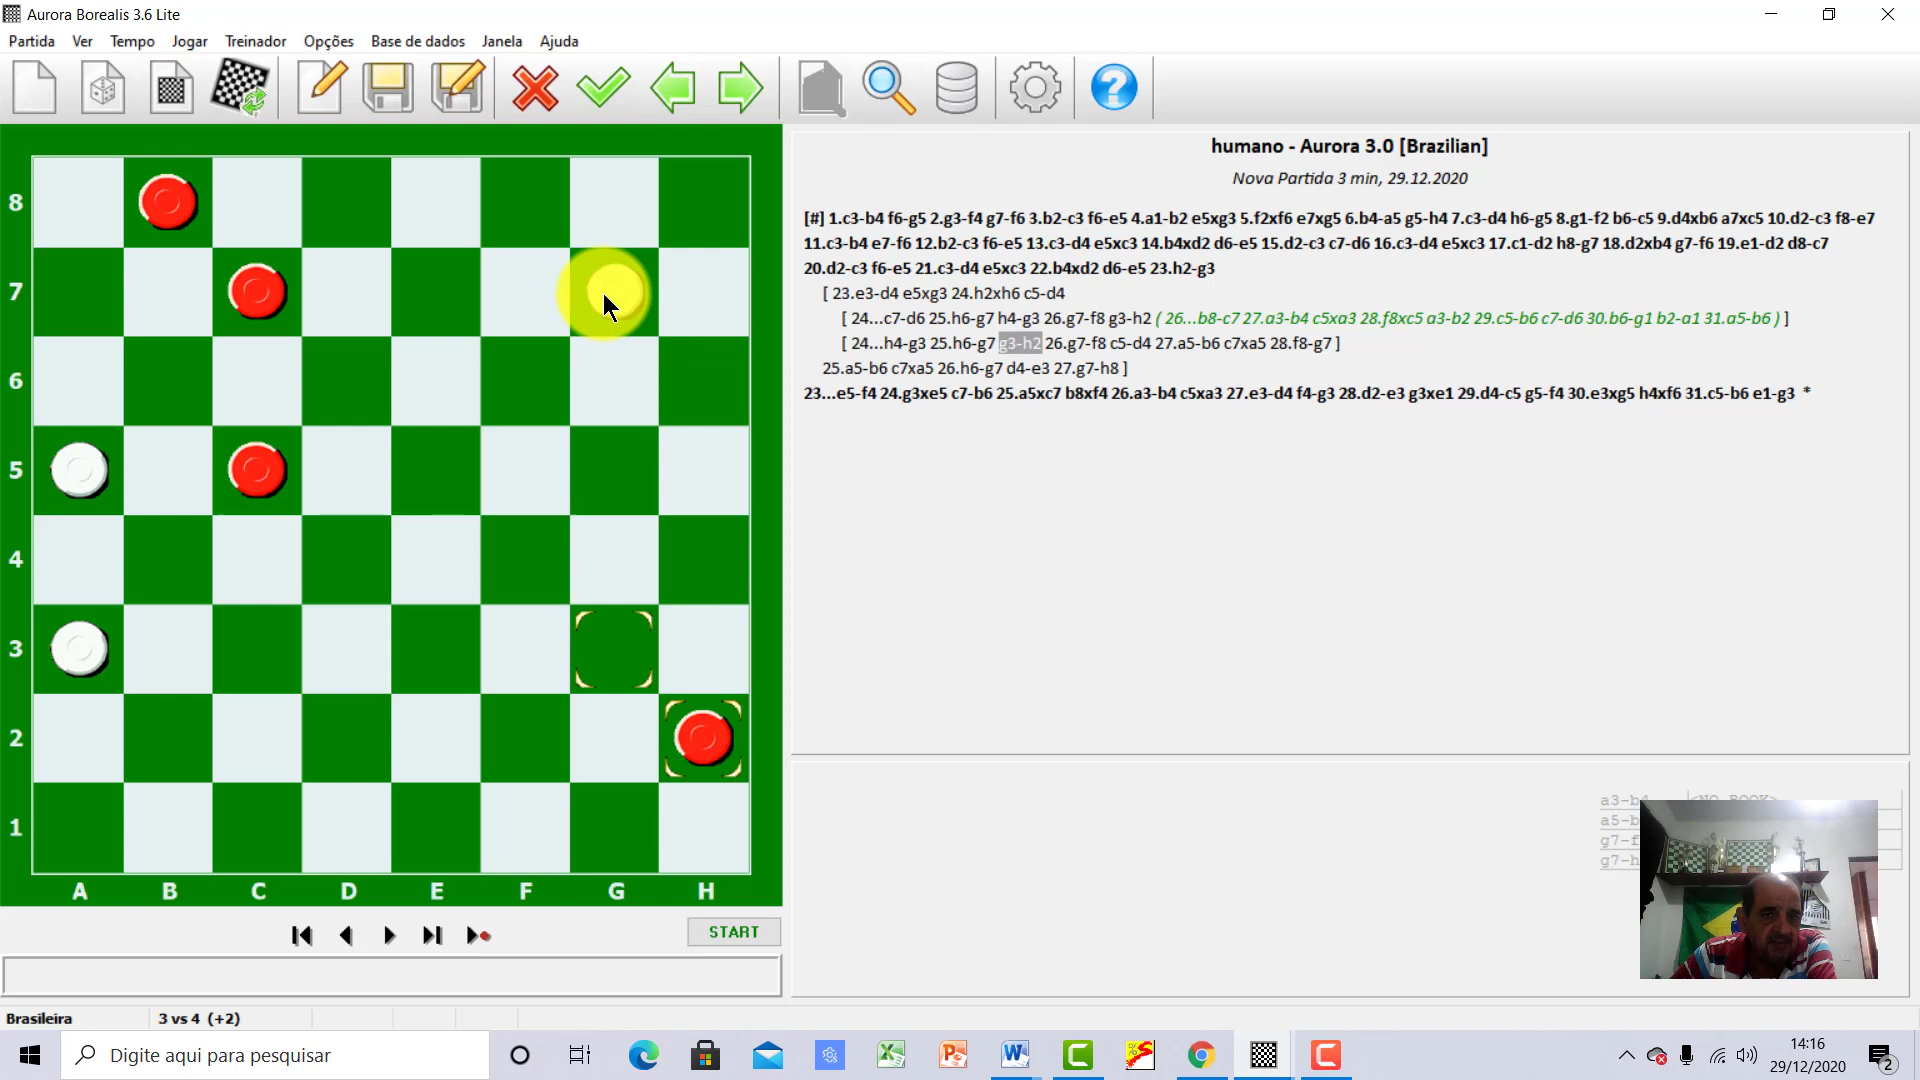 Aurora Borealis 3.6 Lite
Partida Ver Tempo Jogar Treinador Opções Base de dados Janela Ajuda
humano - Aurora 3.0 [Brazilian]
Nova Partida 3 min, 29.12.2020
[#] 1.c3-b4 f6-g5 2.g3-f4 g7-f6 3.b2-c3 f6-e5 4.a1-b2 e5xg3 5.f2xf6 e7xg5 6.b4-a5 g5-h4 7.c3-d4 h6-g5 8.g1-f2 b6-c5 9.d4xb6 a7xc5 10.d2-c3 f8-e7
11.c3-b4 e7-f6 12.b2-c3 f6-e5 13.c3-d4 e5xc3 14.b4xd2 d6-e5 15.d2-c3 c7-d6 16.c3-d4 e5xc3 17.c1-d2 h8-g7 18.d2xb4 g7-f6 19.e1-d2 d8-c7
20.d2-c3 f6-e5 21.c3-d4 e5xc3 22.b4xd2 d6-e5 23.h2-g3
[ 23.e3-d4 e5xg3 24.h2xh6 c5-d4
[ 24...c7-d6 25.h6-g7 h4-g3 26.g7-f8 g3-h2 ( 26...b8-c7 27.a3-b4 c5xa3 28.f8xc5 a3-b2 29.c5-b6 c7-d6 30.b6-g1 b2-a1 31.a5-b6 ) ]
[ 24...h4-g3 25.h6-g7 g3-h2 26.g7-f8 c5-d4 27.a5-b6 c7xa5 28.f8-g7 ]
25.a5-b6 c7xa5 26.h6-g7 d4-e3 27.g7-h8 ]
23...e5-f4 24.g3xe5 c7-b6 25.a5xc7 b8xf4 26.a3-b4 c5xa3 27.e3-d4 f4-g3 28.d2-e3 g3xe1 29.d4-c5 g5-f4 30.e3xg5 h4xf6 31.c5-b6 e1-g3 *
8
7
6
5
4
3
2
1
A B C D E F G H
START
a3-b4 <NO BOOK>
a5-b
g7-f
g7-h
Brasileira 3 vs 4 (+2)
Digite aqui para pesquisar
14:16
29/12/2020
2